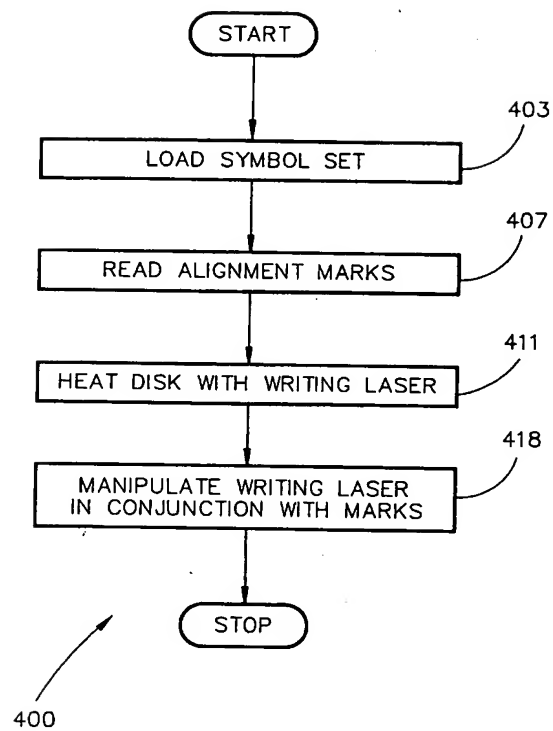 START
403
LOAD SYMBOL SET
407
READ ALIGNMENT MARKS
411
HEAT DISK WITH WRITING LASER
418
MANIPULATE WRITING LASER
IN CONJUNCTION WITH MARKS
STOP
400